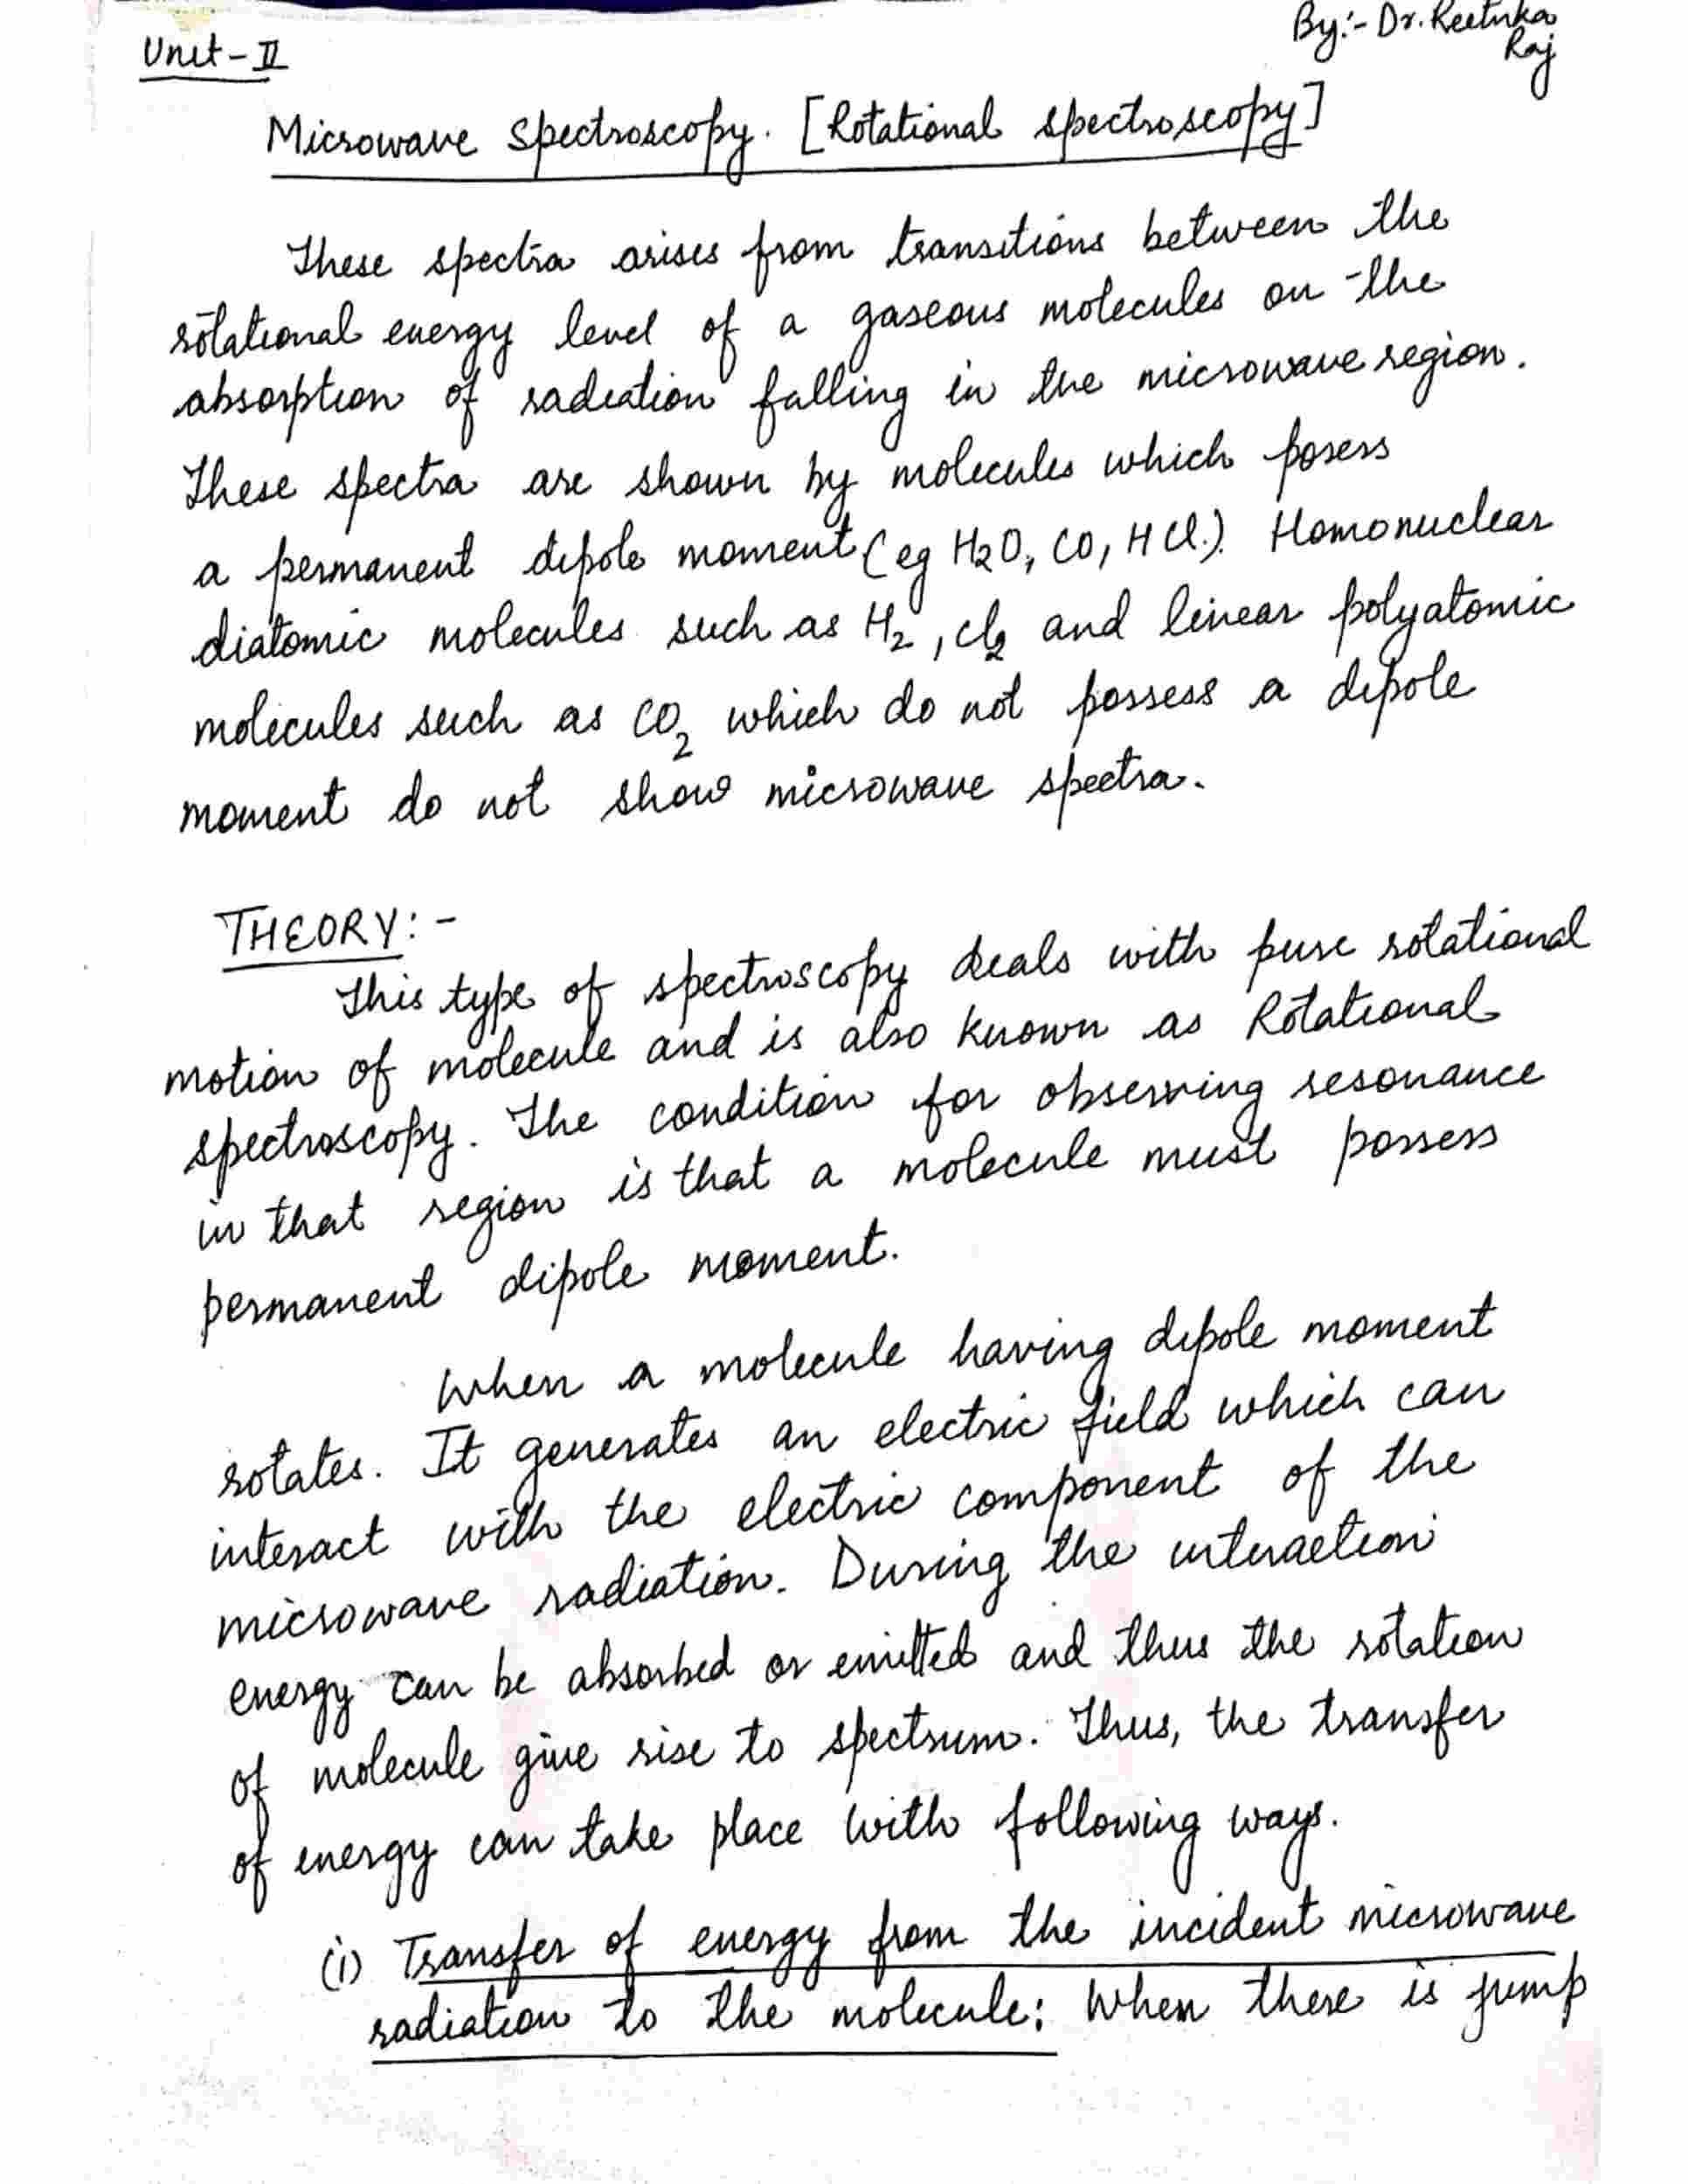 By:- Dr. Reetuka
Raj
Unit - II
Microwave Spectroscopy. [Rotational spectroscopy]
These spectra arises from transitions between the
rotational energy level of a gaseous molecules on the
absorption of radiation falling in the microwave region.
These spectra are shown by molecules which posess
a permanent dipole moment (eg H2O, CO, HCl.). Homonuclear
diatomic molecules such as H2, Cl2 and linear polyatomic
molecules such as CO2 which do not possess a dipole
moment do not show microwave spectra.
THEORY: -
This type of spectroscopy deals with pure rotational
motion of molecule and is also known as Rotational
spectroscopy. The condition for observing resonance
in that region is that a molecule must possess
permanent dipole moment.
When a molecule having dipole moment
rotates. It generates an electric field which can
interact with the electric component of the
microwave radiation. During the interaction
energy can be absorbed or emitted and thus the rotation
of molecule give rise to spectrum. Thus, the transfer
of energy can take place with following ways.
(i) Transfer of energy from the incident microwave
radiation to the molecule: When there is jump